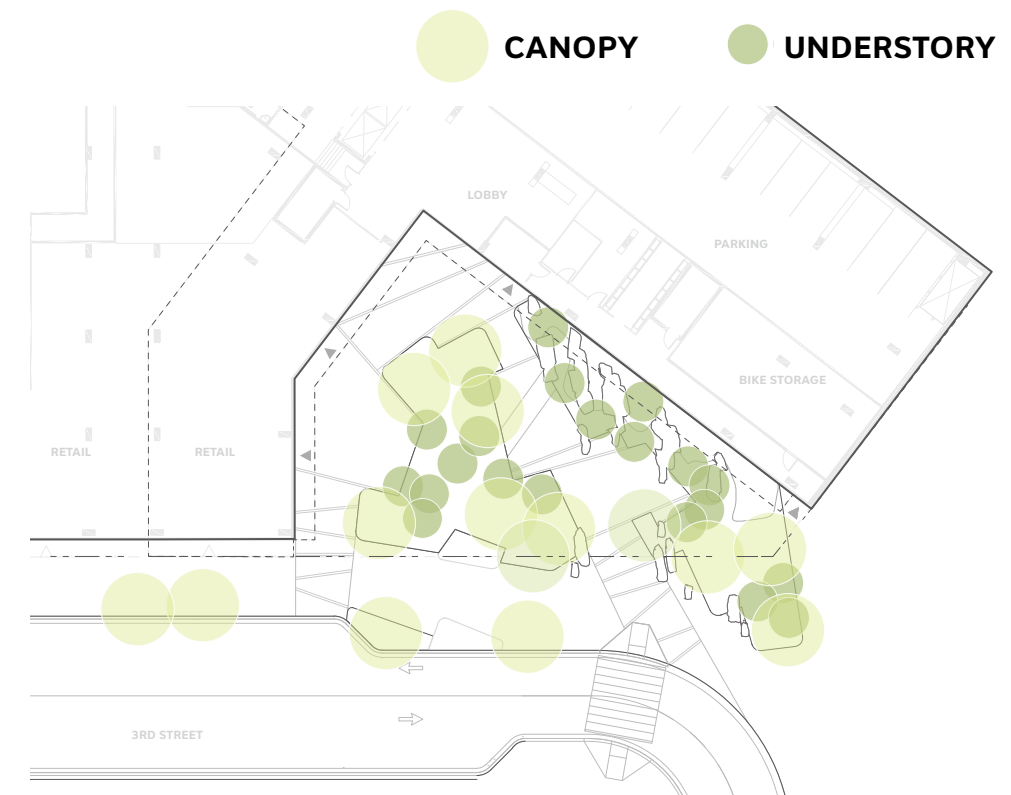 CANOPY
UNDERSTORY
LOBBY
PARKING
BIKE STORAGE
RETAIL
RETAIL
3RD STREET